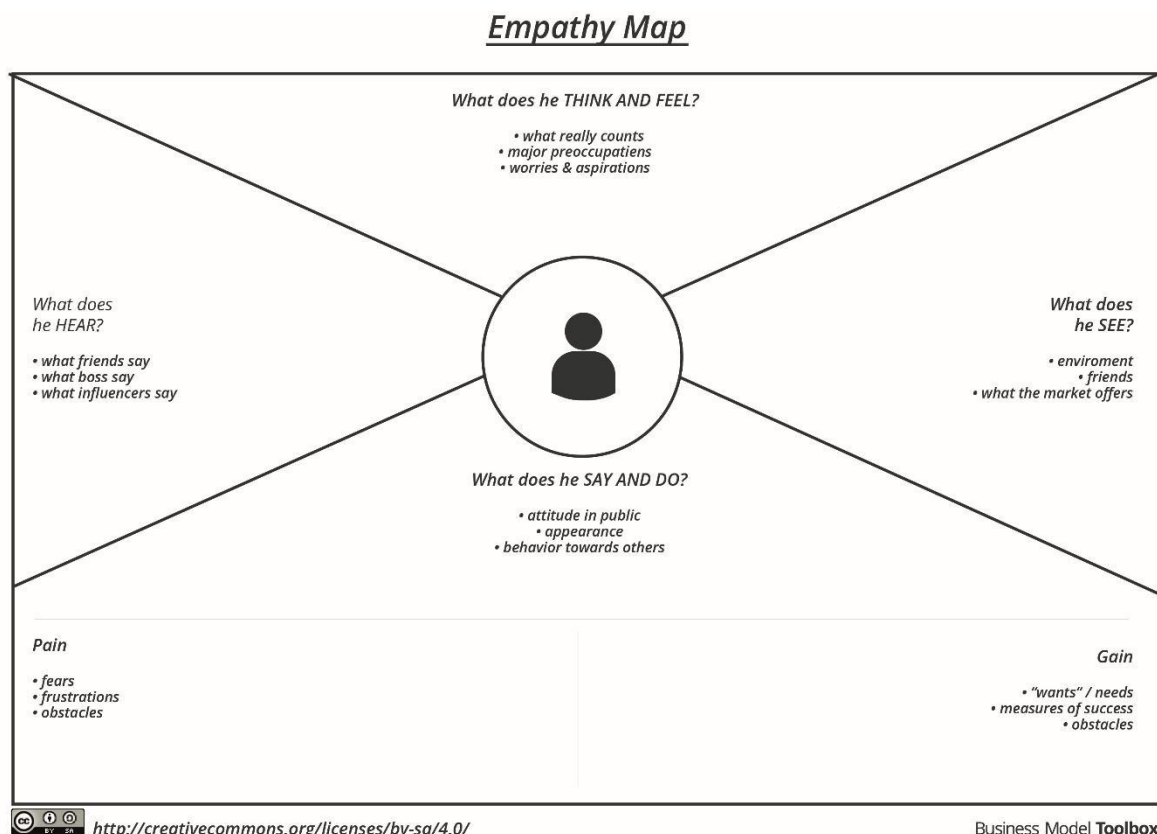 Empathy Map
What does he THINK AND FEEL?
• what really counts
• major preoccupatiens
• worries & aspirations
What does
he HEAR?
• what friends say
• what boss say
• what influencers say
What does
he SEE?
• enviroment
• friends
• what the market offers
What does he SAY AND DO?
• attitude in public
• appearance
• behavior towards others
Pain
• fears
• frustrations
• obstacles
Gain
• “wants” / needs
• measures of success
• obstacles
cc BY SA
http://creativecommons.org/licenses/by-sa/4.0/
Business Model Toolbox